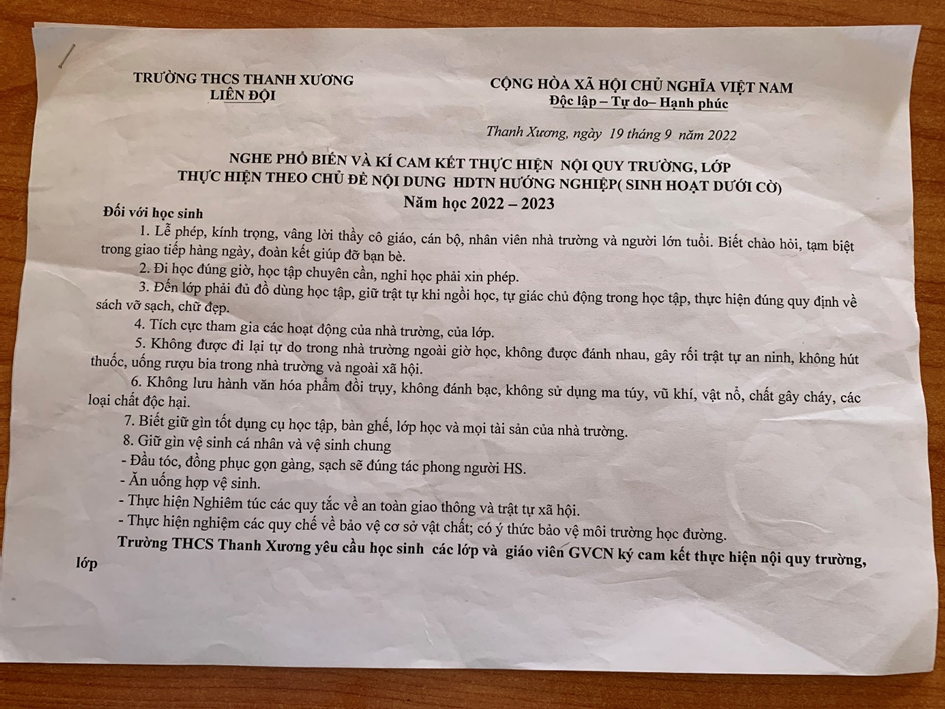 TRƯỜNG THCS THANH XƯƠNG
LIÊN ĐỘI
CỘNG HÒA XÃ HỘI CHỦ NGHĨA VIỆT NAM
Độc lập – Tự do– Hạnh phúc
Thanh Xương, ngày 19 tháng 9 năm 2022
NGHE PHỔ BIẾN VÀ KÍ CAM KẾT THỰC HIỆN NỘI QUY TRƯỜNG, LỚP
THỰC HIỆN THEO CHỦ ĐỀ NỘI DUNG HDTN HƯỚNG NGHIỆP( SINH HOẠT DƯỚI CỜ)
Năm học 2022 – 2023
Đối với học sinh
1. Lễ phép, kính trọng, vâng lời thầy cô giáo, cán bộ, nhân viên nhà trường và người lớn tuổi. Biết chào hỏi, tạm biệt
trong giao tiếp hàng ngày, đoàn kết giúp đỡ bạn bè.
2. Đi học đúng giờ, học tập chuyên cần, nghỉ học phải xin phép.
3. Đến lớp phải đủ đồ dùng học tập, giữ trật tự khi ngồi học, tự giác chủ động trong học tập, thực hiện đúng quy định về
sách vỡ sạch, chữ đẹp.
4. Tích cực tham gia các hoạt động của nhà trường, của lớp.
5. Không được đi lại tự do trong nhà trường ngoài giờ học, không được đánh nhau, gây rối trật tự an ninh, không hút
thuốc, uống rượu bia trong nhà trường và ngoài xã hội.
6. Không lưu hành văn hóa phẩm đồi trụy, không đánh bạc, không sử dụng ma túy, vũ khí, vật nổ, chất gây cháy, các
loại chất độc hại.
7. Biết giữ gìn tốt dụng cụ học tập, bàn ghế, lớp học và mọi tài sản của nhà trường.
8. Giữ gìn vệ sinh cá nhân và vệ sinh chung
- Đầu tóc, đồng phục gọn gàng, sạch sẽ đúng tác phong người HS.
- Ăn uống hợp vệ sinh.
- Thực hiện Nghiêm túc các quy tắc về an toàn giao thông và trật tự xã hội.
- Thực hiện nghiệm các quy chế về bảo vệ cơ sở vật chất; có ý thức bảo vệ môi trường học đường.
Trường THCS Thanh Xương yêu cầu học sinh các lớp và giáo viên GVCN ký cam kết thực hiện nội quy trường,
lớp